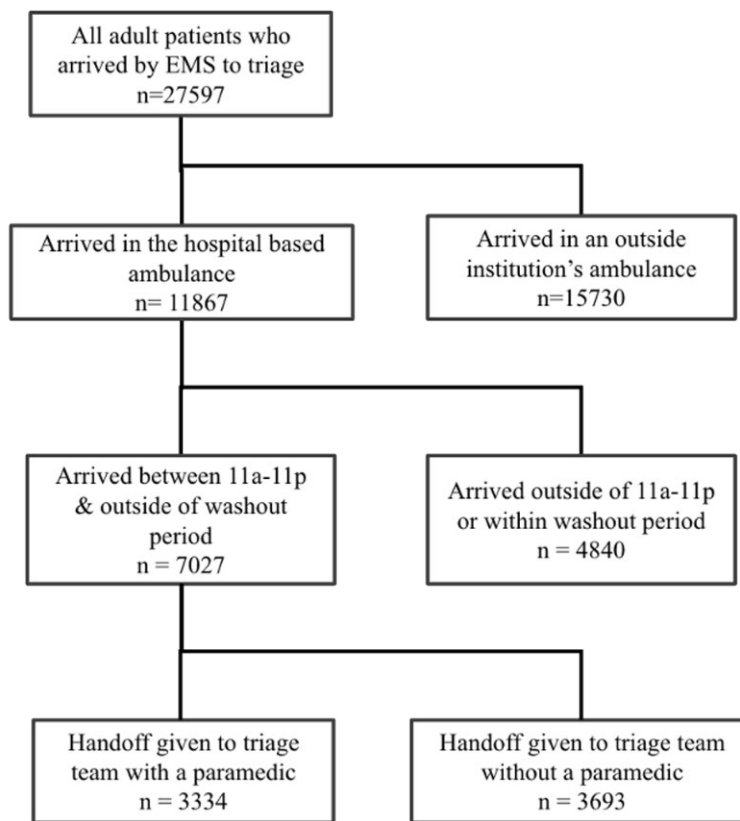 All adult patients who
arrived by EMS to triage
n=27597
Arrived in the hospital based
ambulance
n= 11867
Arrived in an outside
institution’s ambulance
n=15730
Arrived between 11a-11p
& outside of washout
period
n = 7027
Arrived outside of 11a-11p
or within washout period
n = 4840
Handoff given to triage
team with a paramedic
n = 3334
Handoff given to triage team
without a paramedic
n = 3693